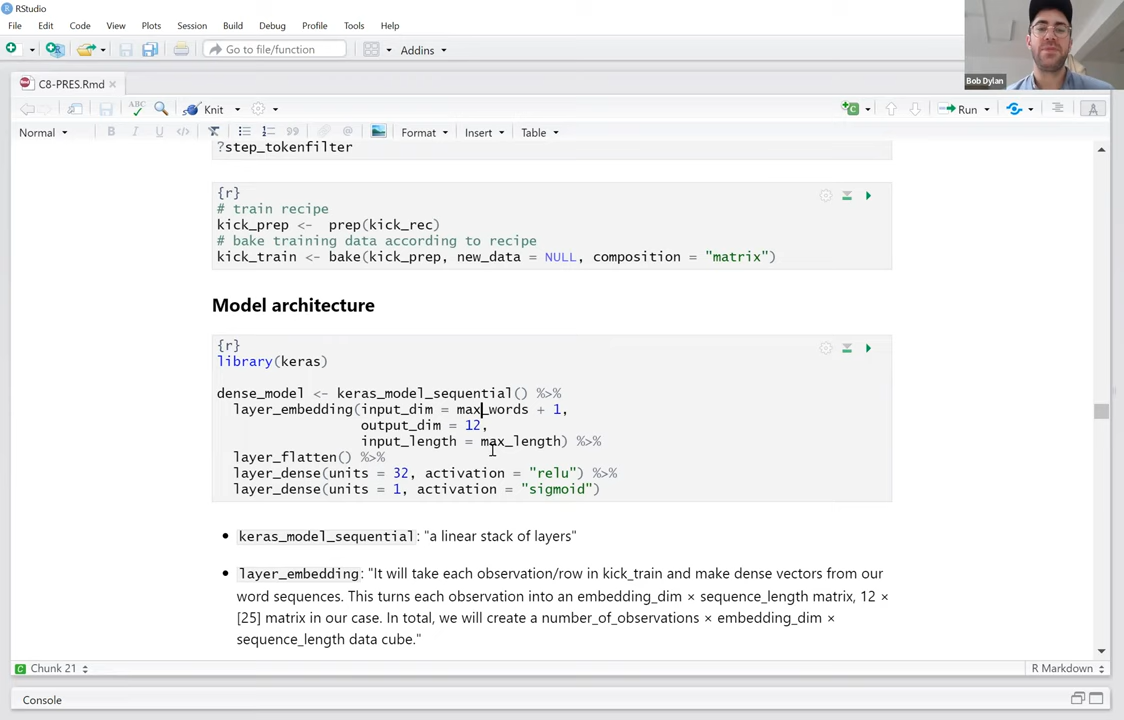 RStudio
File Edit Code View Plots Session Build Debug Profile Tools Help
Go to file/function Addins
Bob Dylan
C8-PRES.Rmd
ABC Knit Run
Normal B I U </> Format Insert Table
?step_tokenfilter
{r}
# train recipe
kick_prep <-  prep(kick_rec)
# bake training data according to recipe
kick_train <- bake(kick_prep, new_data = NULL, composition = "matrix")
Model architecture
{r}
library(keras)
dense_model <- keras_model_sequential() %>%
layer_embedding(input_dim = max_words + 1,
output_dim = 12,
input_length = max_length) %>%
layer_flatten() %>%
layer_dense(units = 32, activation = "relu") %>%
layer_dense(units = 1, activation = "sigmoid")
• keras_model_sequential: "a linear stack of layers"
• layer_embedding: "It will take each observation/row in kick_train and make dense vectors from our
word sequences. This turns each observation into an embedding_dim × sequence_length matrix, 12 ×
[25] matrix in our case. In total, we will create a number_of_observations × embedding_dim ×
sequence_length data cube."
C Chunk 21 R Markdown
Console